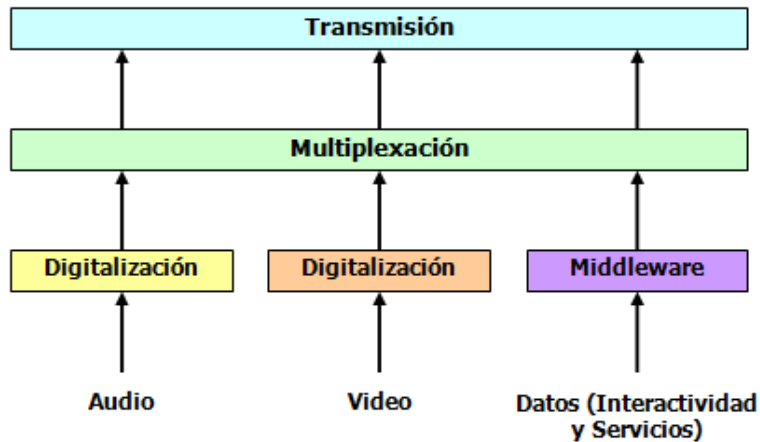 Transmisión
Multiplexación
Digitalización
Digitalización
Middleware
Audio
Video
Datos (Interactividad
y Servicios)